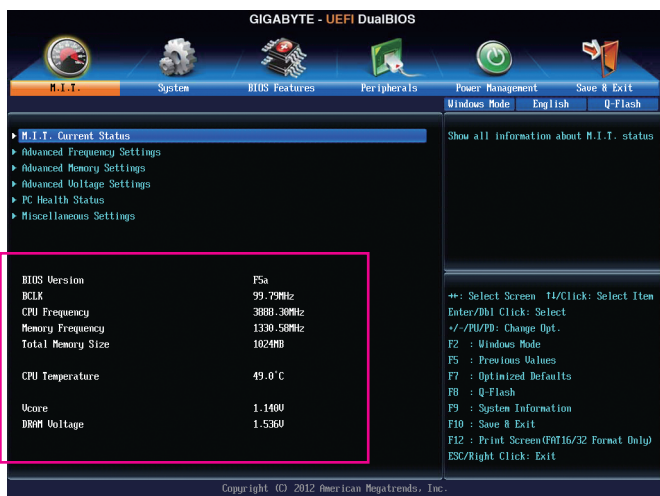 GIGABYTE - UEFI DualBIOS
M.I.T. System BIOS Features Peripherals Power Management Save & Exit
Windows Mode English Q-Flash
M.I.T. Current Status
Advanced Frequency Settings
Advanced Memory Settings
Advanced Voltage Settings
PC Health Status
Miscellaneous Settings
Show all information about M.I.T. status
BIOS Version F5a
BCLK 99.79MHz
CPU Frequency 3888.30MHz
Memory Frequency 1330.58MHz
Total Memory Size 1024MB
CPU Temperature 49.0°C
Vcore 1.140V
DRAM Voltage 1.536V
→←: Select Screen ↑↓/Click: Select Item
Enter/Dbl Click: Select
+/-/PU/PD: Change Opt.
F2 : Windows Mode
F5 : Previous Values
F7 : Optimized Defaults
F8 : Q-Flash
F9 : System Information
F10 : Save & Exit
F12 : Print Screen(FAT16/32 Format Only)
ESC/Right Click: Exit
Copyright (C) 2012 American Megatrends, Inc.